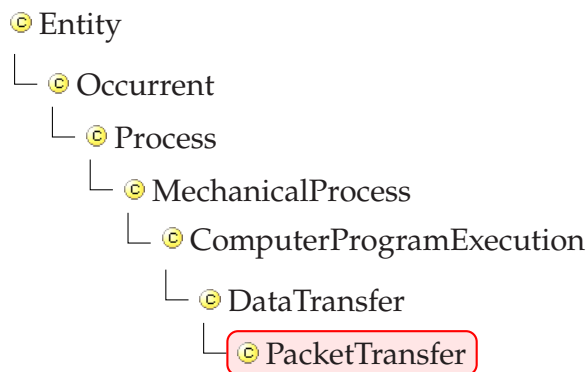 © Entity
© Occurrent
© Process
© MechanicalProcess
© ComputerProgramExecution
© DataTransfer
© PacketTransfer